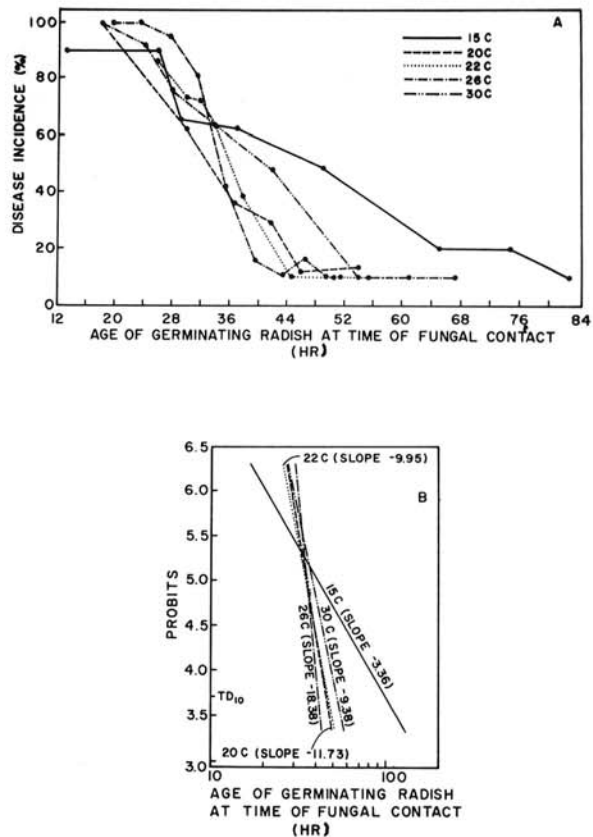 A
100
80
60
40
20
0
DISEASE INCIDENCE (%)
15 C
20 C
22 C
26 C
30 C
12 20 28 36 44 52 60 68 76 84
AGE OF GERMINATING RADISH AT TIME OF FUNGAL CONTACT
(HR)
B
6.5
6.0
5.5
5.0
4.5
4.0
3.5
3.0
PROBITS
TD10
22 C (SLOPE -9.95)
15 C (SLOPE -3.36)
30 C (SLOPE -9.38)
26 C (SLOPE -18.38)
20 C (SLOPE -11.73)
10 100
AGE OF GERMINATING RADISH
AT TIME OF FUNGAL CONTACT
(HR)